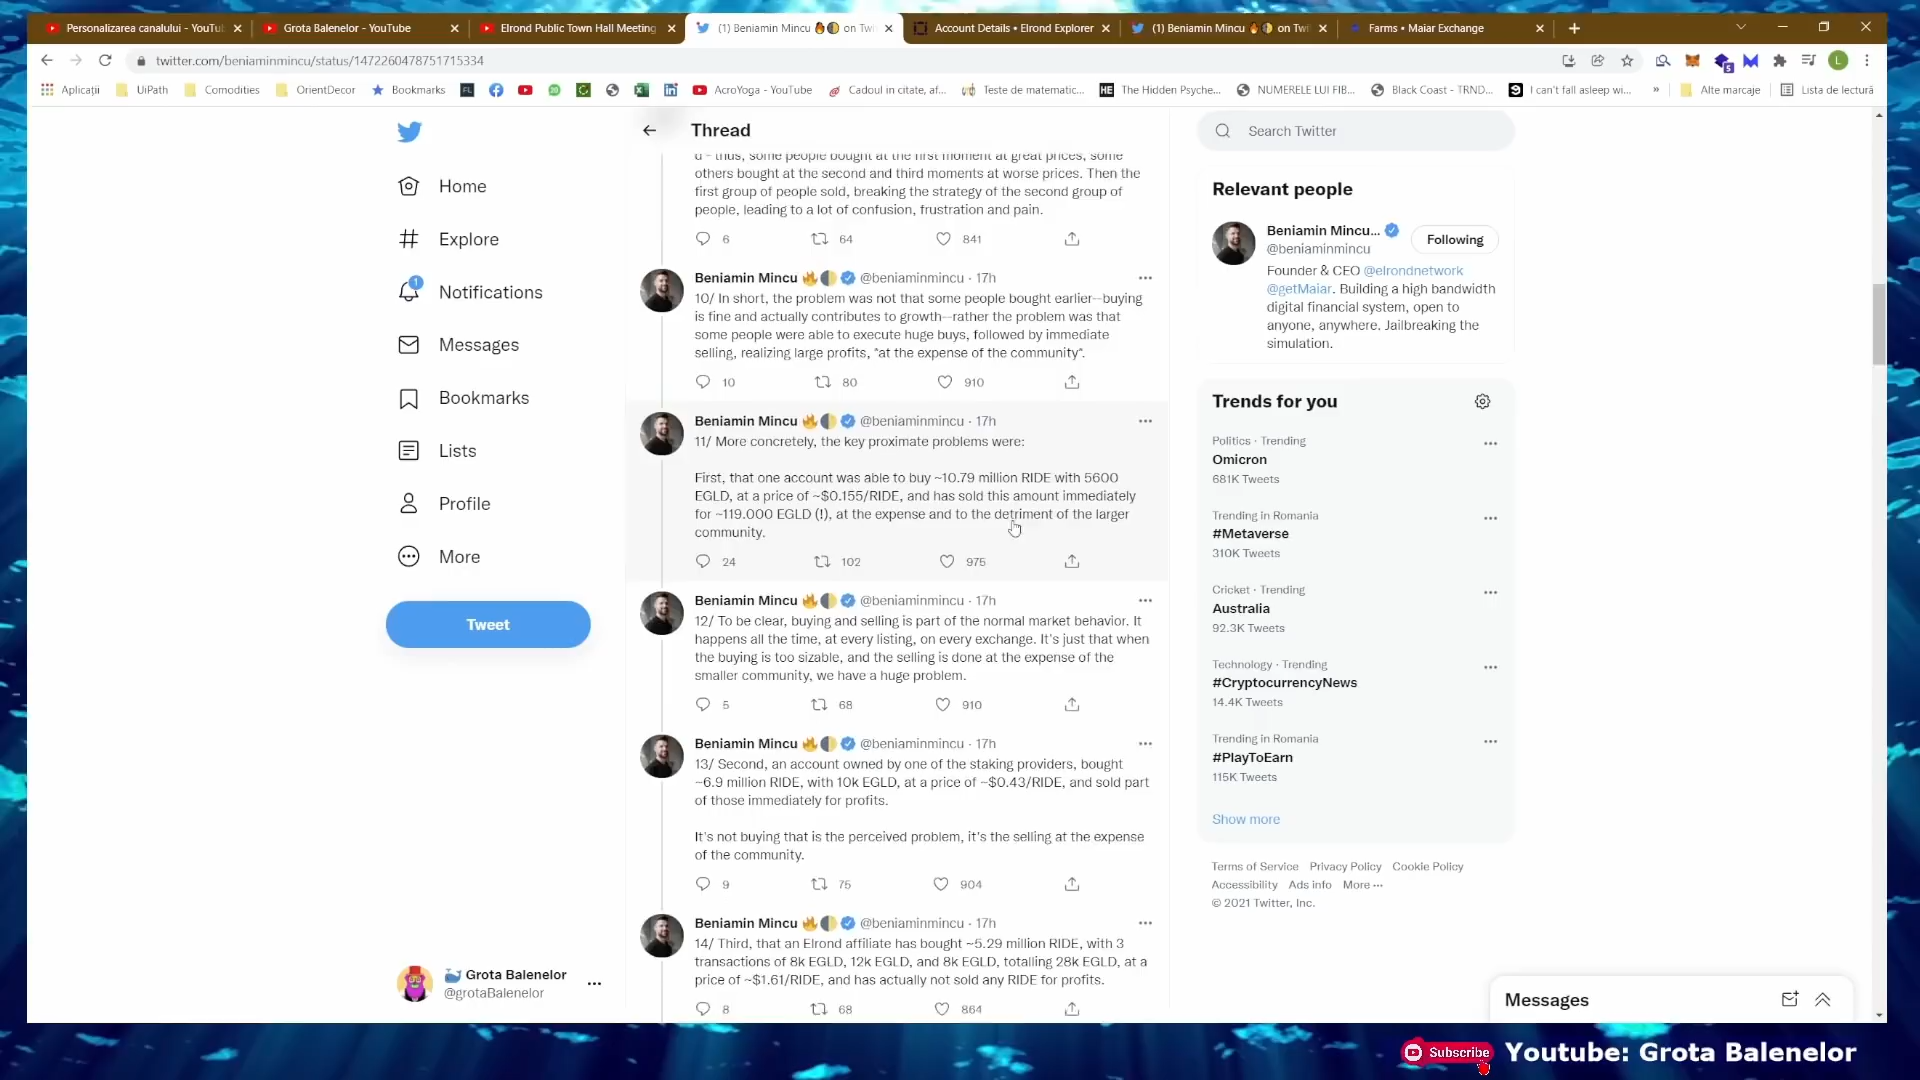 Personalizarea canalului - YouTu
Grota Balenelor - YouTube
Elrond Public Town Hall Meeting
(1) Beniamin Mincu 🔥🌓 on Twi
Account Details • Elrond Explorer
(1) Beniamin Mincu 🔥🌓 on Twi
Farms • Maiar Exchange
twitter.com/beniaminmincu/status/1472260478751715334
5
L
Aplicații
UiPath
Comodities
OrientDecor
Bookmarks
AcroYoga - YouTube
Cadoul in citate, af...
Teste de matematic...
The Hidden Psyche...
NUMERELE LUI FIB...
Black Coast - TRND...
I can't fall asleep wi...
»
Alte marcaje
Lista de lectură
Home
Explore
1
Notifications
Messages
Bookmarks
Lists
Profile
More
Tweet
🐳 Grota Balenelor
@grotaBalenelor
Thread
d - thus, some people bought at the first moment at great prices, some
others bought at the second and third moments at worse prices. Then the
first group of people sold, breaking the strategy of the second group of
people, leading to a lot of confusion, frustration and pain.
6 64 841
Beniamin Mincu 🔥🌓 @beniaminmincu · 17h
10/ In short, the problem was not that some people bought earlier--buying
is fine and actually contributes to growth--rather the problem was that
some people were able to execute huge buys, followed by immediate
selling, realizing large profits, "at the expense of the community".
10 80 910
Beniamin Mincu 🔥🌓 @beniaminmincu · 17h
11/ More concretely, the key proximate problems were:
First, that one account was able to buy ~10.79 million RIDE with 5600
EGLD, at a price of ~$0.155/RIDE, and has sold this amount immediately
for ~119.000 EGLD (!), at the expense and to the detriment of the larger
community.
24 102 975
Beniamin Mincu 🔥🌓 @beniaminmincu · 17h
12/ To be clear, buying and selling is part of the normal market behavior. It
happens all the time, at every listing, on every exchange. It's just that when
the buying is too sizable, and the selling is done at the expense of the
smaller community, we have a huge problem.
5 68 910
Beniamin Mincu 🔥🌓 @beniaminmincu · 17h
13/ Second, an account owned by one of the staking providers, bought
~6.9 million RIDE, with 10k EGLD, at a price of ~$0.43/RIDE, and sold part
of those immediately for profits.
It's not buying that is the perceived problem, it's the selling at the expense
of the community.
9 75 904
Beniamin Mincu 🔥🌓 @beniaminmincu · 17h
14/ Third, that an Elrond affiliate has bought ~5.29 million RIDE, with 3
transactions of 8k EGLD, 12k EGLD, and 8k EGLD, totalling 28k EGLD, at a
price of ~$1.61/RIDE, and has actually not sold any RIDE for profits.
8 68 864
Search Twitter
Relevant people
Beniamin Mincu...
@beniaminmincu
Following
Founder & CEO @elrondnetwork
@getMaiar. Building a high bandwidth
digital financial system, open to
anyone, anywhere. Jailbreaking the
simulation.
Trends for you
Politics · Trending
Omicron
681K Tweets
Trending in Romania
#Metaverse
310K Tweets
Cricket · Trending
Australia
92.3K Tweets
Technology · Trending
#CryptocurrencyNews
14.4K Tweets
Trending in Romania
#PlayToEarn
115K Tweets
Show more
Terms of Service Privacy Policy Cookie Policy
Accessibility Ads info More ···
© 2021 Twitter, Inc.
Messages
Subscribe
Youtube: Grota Balenelor